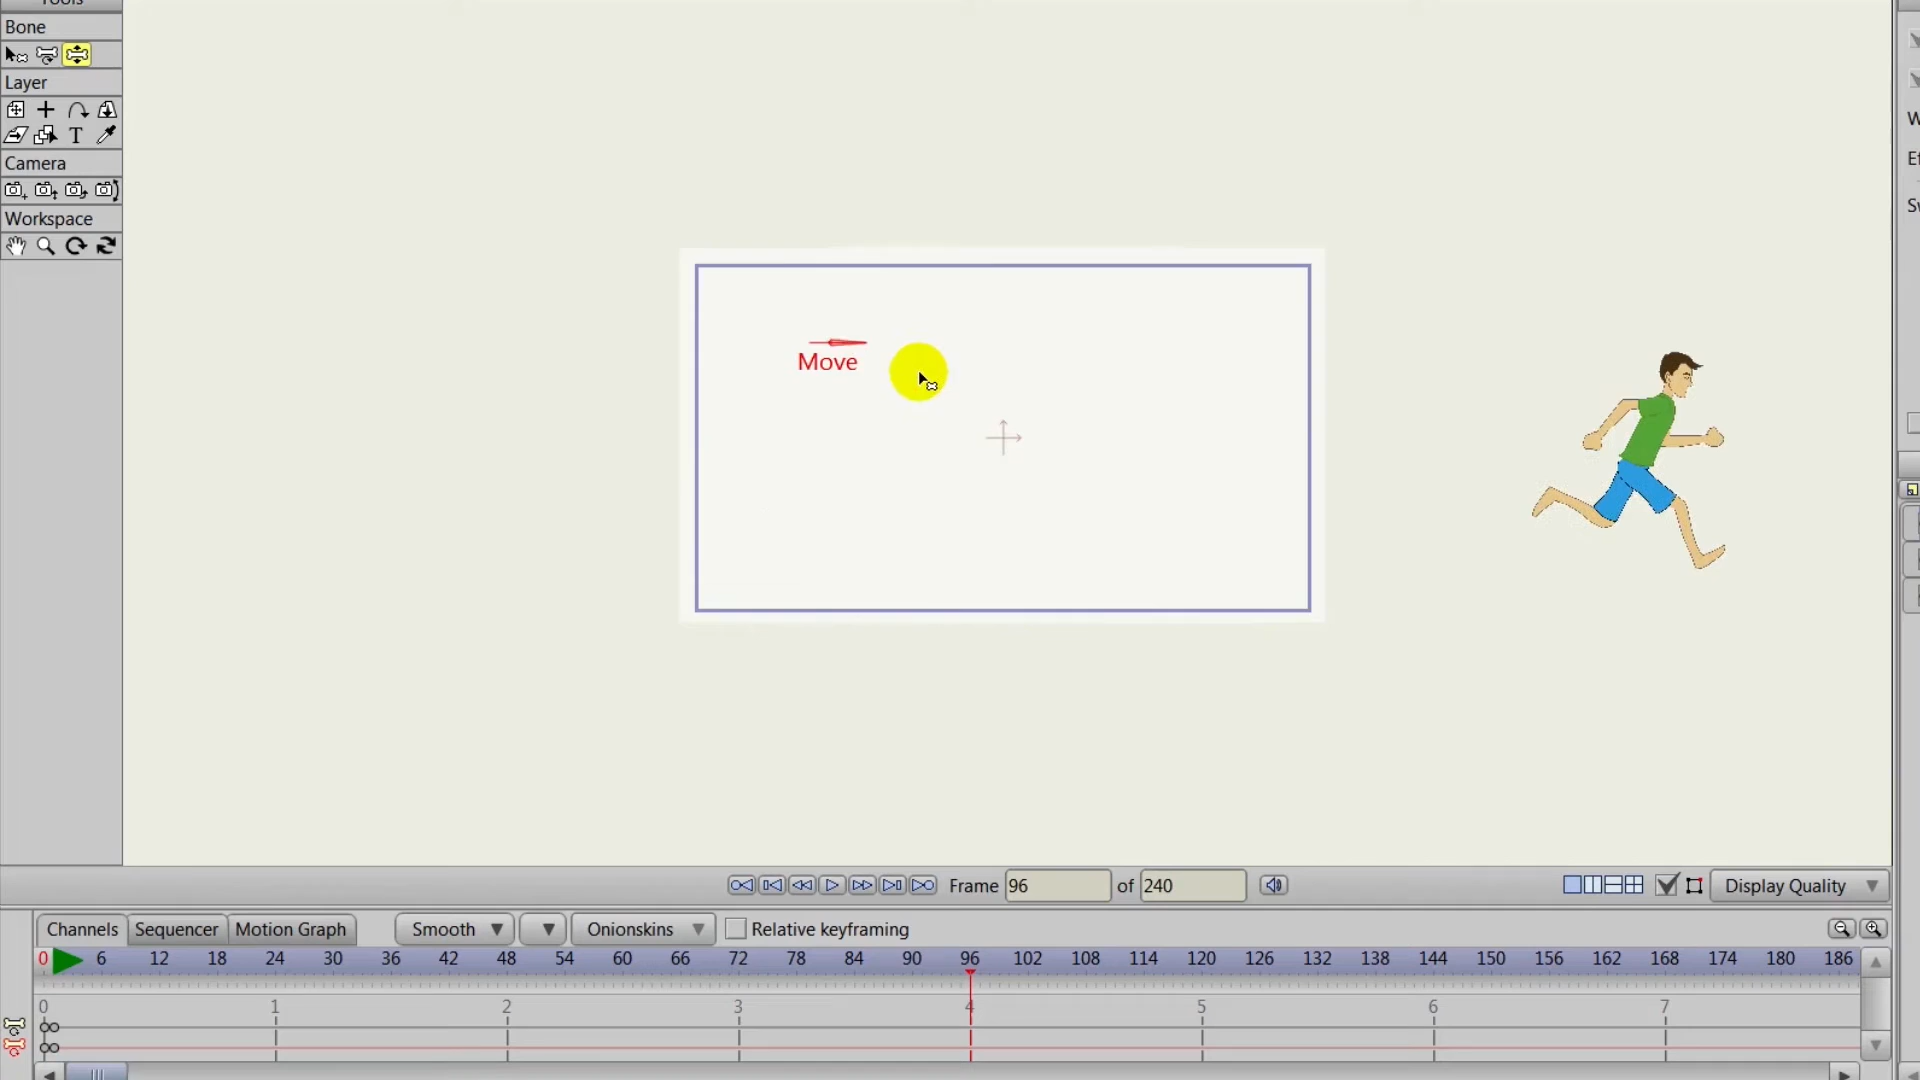 Tools
Bone
Layer
T
Camera
Workspace
Move
Frame 96 of 240
Display Quality
Channels Sequencer Motion Graph Smooth Onionskins Relative keyframing
0 6 12 18 24 30 36 42 48 54 60 66 72 78 84 90 96 102 108 114 120 126 132 138 144 150 156 162 168 174 180 186
0 1 2 3 4 5 6 7